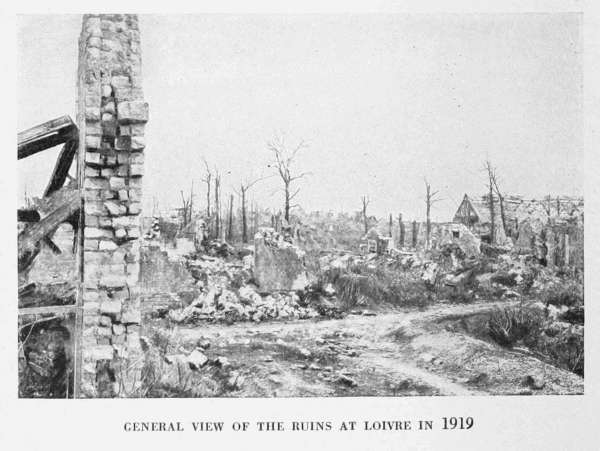 GENERAL VIEW OF THE RUINS AT LOIVRE IN 1919